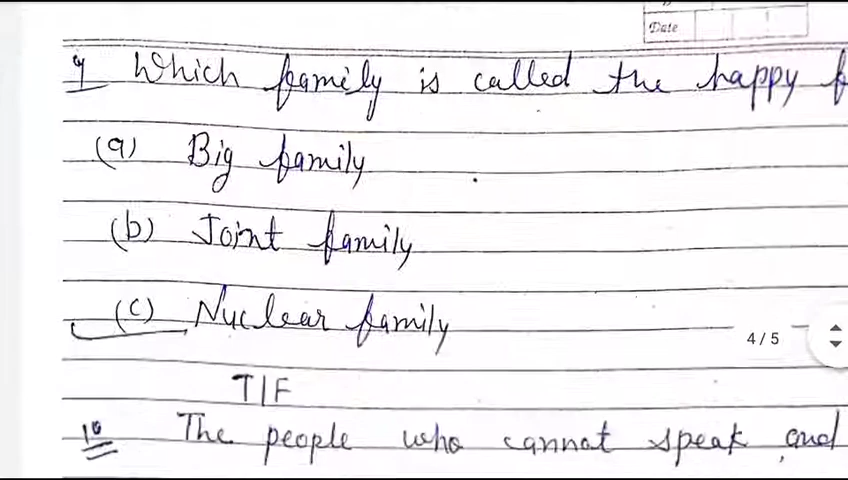 Date
9 Which family is called the happy f
(a) Big family
(b) Joint family
(c) Nuclear family
4 / 5
T/F
10 The people who cannot speak and